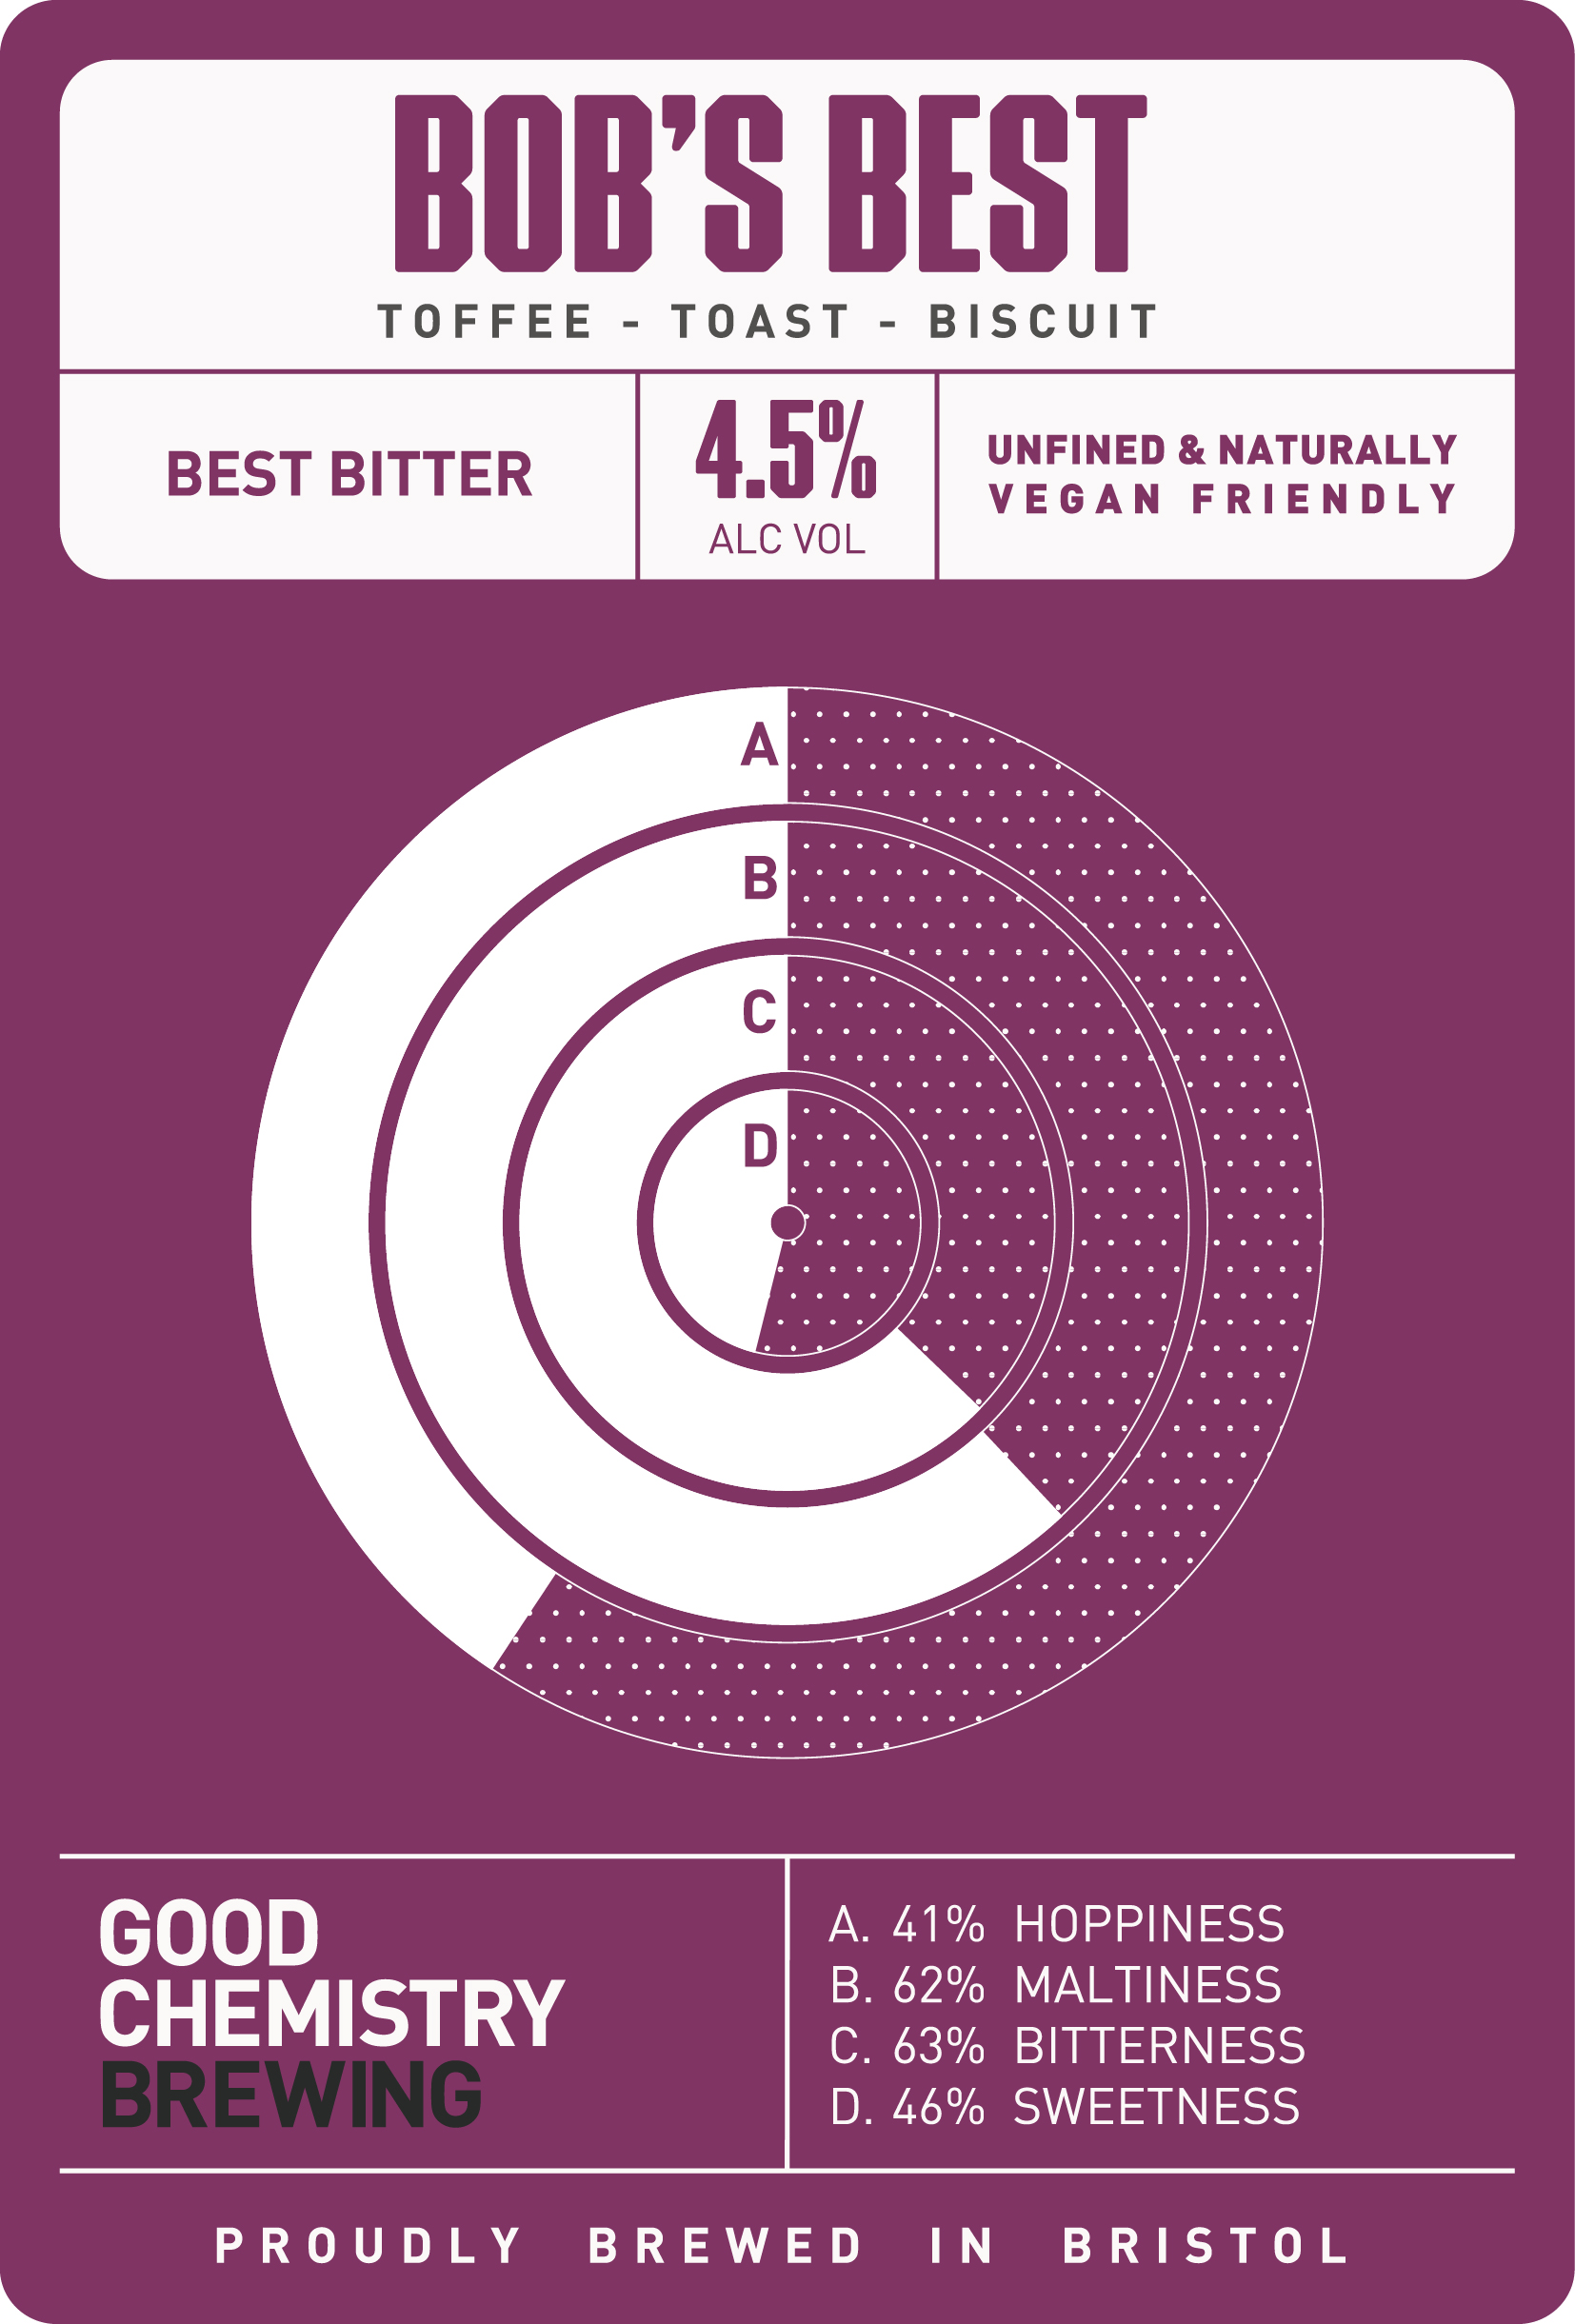 BOB'S BEST
TOFFEE - TOAST - BISCUIT
BEST BITTER
4.5%
ALC VOL
UNFINED & NATURALLY
VEGAN FRIENDLY
A
B
C
D
GOOD
CHEMISTRY
BREWING
A. 41% HOPPINESS
B. 62% MALTINESS
C. 63% BITTERNESS
D. 46% SWEETNESS
PROUDLY BREWED IN BRISTOL